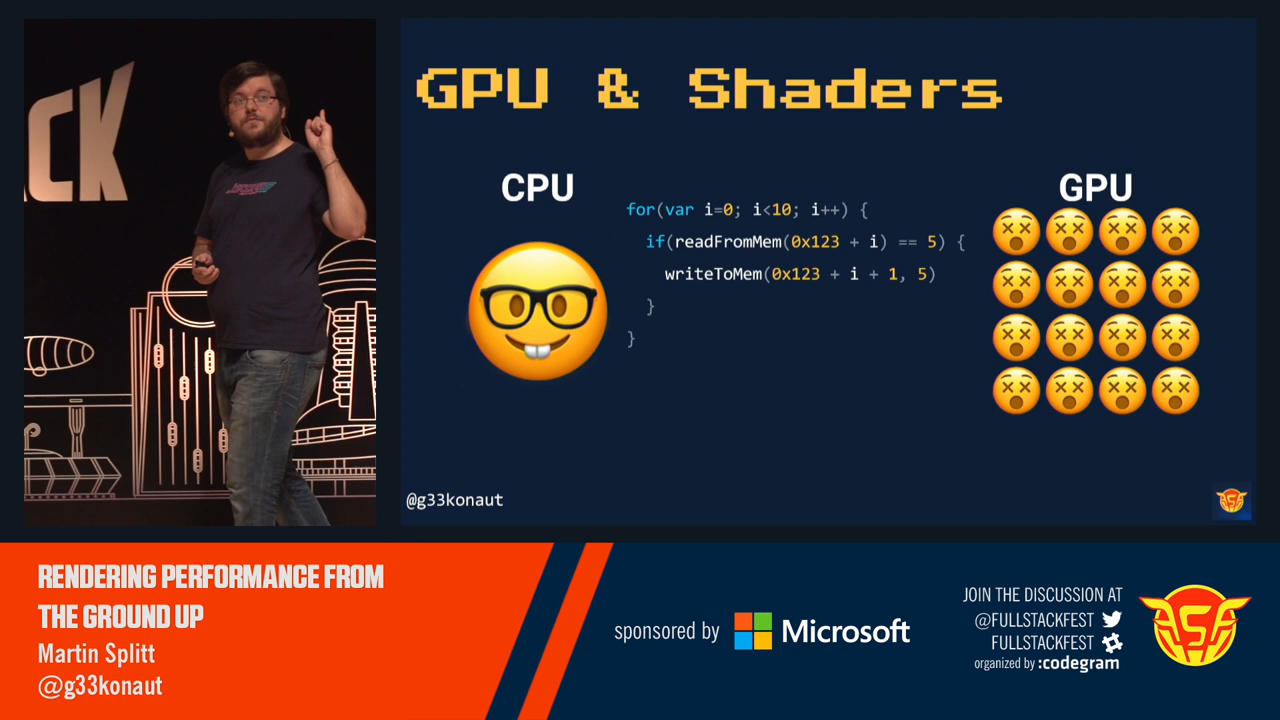 ACK
GPU & Shaders
CPU
GPU
for(var i=0; i<10; i++) {
if(readFromMem(0x123 + i) == 5) {
writeToMem(0x123 + i + 1, 5)
}
}
@g33konaut
RENDERING PERFORMANCE FROM
THE GROUND UP
Martin Splitt
@g33konaut
sponsored by
Microsoft
JOIN THE DISCUSSION AT
@FULLSTACKFEST
FULLSTACKFEST
organized by :codegram